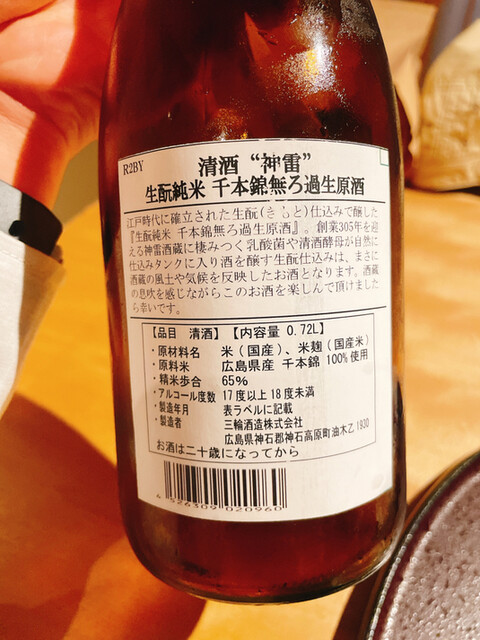 R2BY
清酒 “神雷”
生酛純米 千本錦無ろ過生原酒
江戸時代に確立された生酛(きもと)仕込みで醸した
『生酛純米 千本錦無ろ過生原酒』。創業305年を迎
える神雷酒蔵に棲みつく乳酸菌や清酒酵母が自然に
仕込みタンクに入り酒を醸す生酛仕込は、まさに
酒蔵の風土や気候を反映したお酒となります。酒蔵
の息吹を感じながらこのお酒を楽しんで頂けました
ら幸いです。
【品目 清酒】【内容量 0.72L】
・原材料名 米（国産）、米麹（国産米）
・原料米 広島県産 千本錦 100%使用
・精米歩合 65%
・アルコール度数 17度以上18度未満
・製造年月 表ラベルに記載
・製造者 三輪酒造株式会社
広島県神石郡神石高原町油木乙1930
お酒は二十歳になってから
4 526309 020960